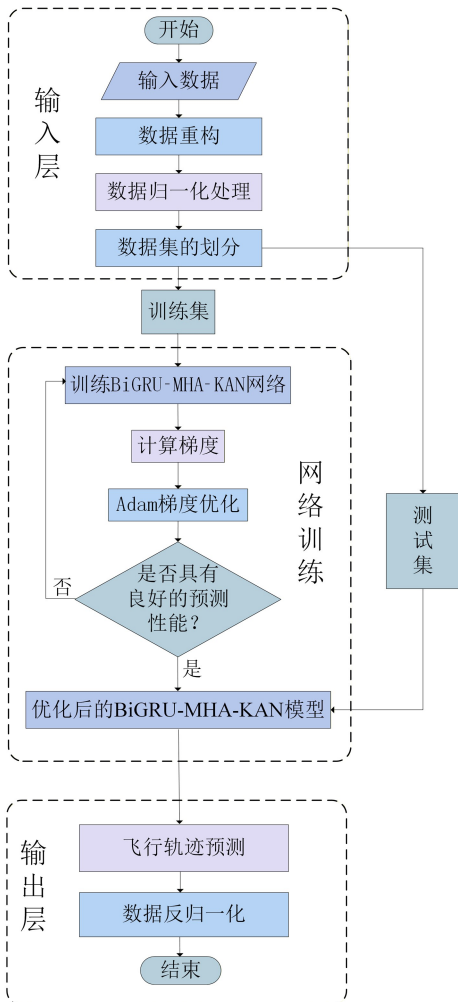 开始
输入数据
数据重构
数据归一化处理
数据集的划分
输入层
训练集
训练BiGRU-MHA-KAN网络
计算梯度
Adam梯度优化
是否具有
良好的预测
性能?
否
是
网络训练
测试集
优化后的BiGRU-MHA-KAN模型
输出层
飞行轨迹预测
数据反归一化
结束